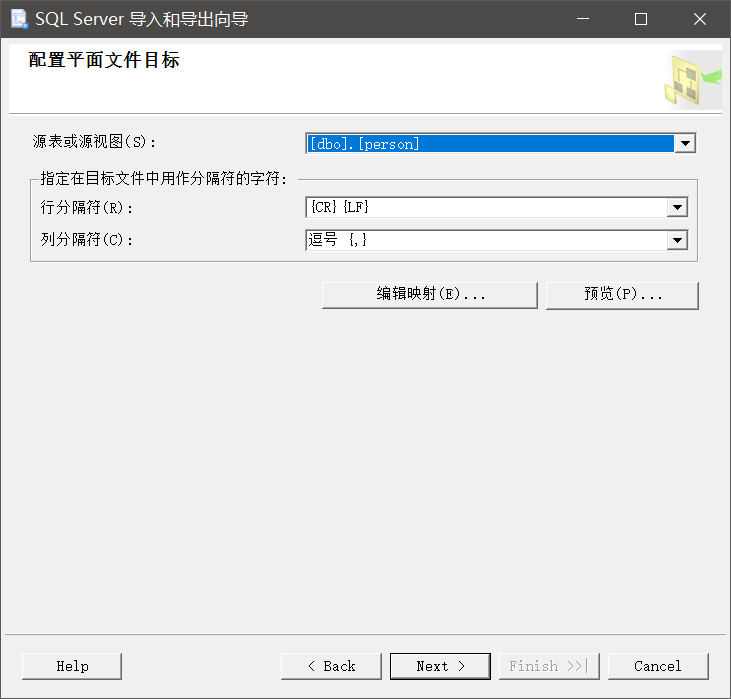 SQL Server 导入和导出向导
配置平面文件目标
源表或源视图(S):
[dbo].[person]
指定在目标文件中用作分隔符的字符:
行分隔符(R):
{CR}{LF}
列分隔符(C):
逗号 {,}
编辑映射(E)...
预览(P)...
Help
< Back
Next >
Finish >>|
Cancel